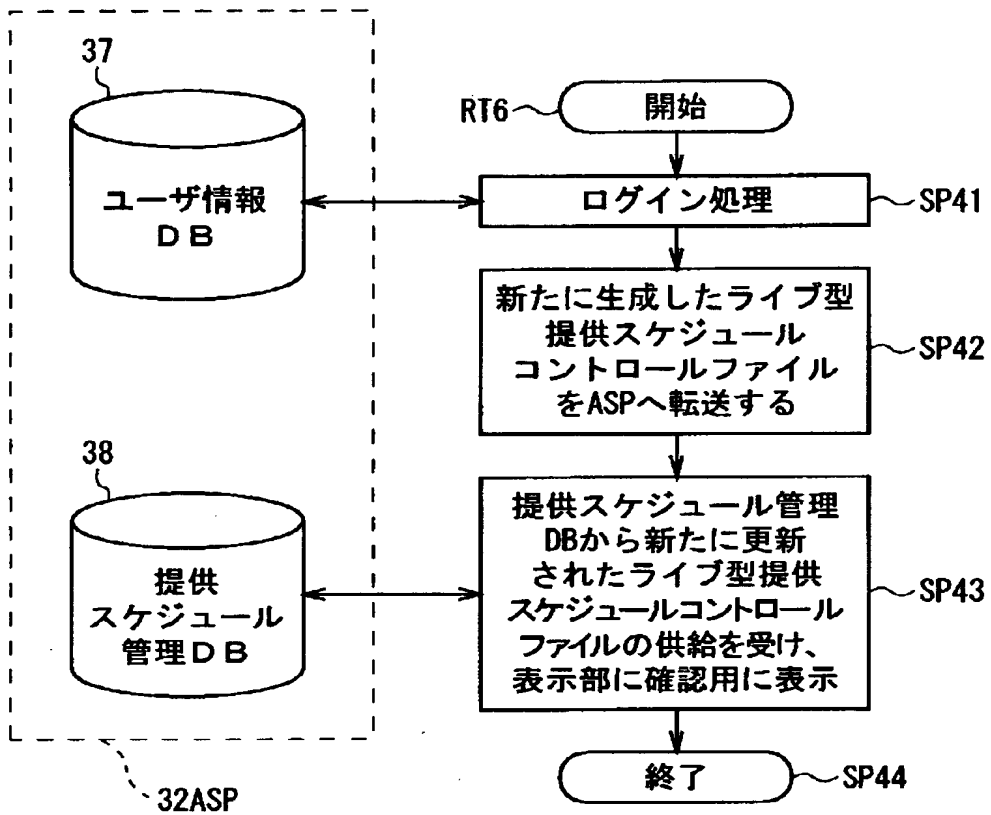 37
ユーザ情報
DB
38
提供
スケジュール
管理DB
32ASP
RT6
開始
ログイン処理
SP41
新たに生成したライブ型
提供スケジュール
コントロールファイル
をASPへ転送する
SP42
提供スケジュール管理
DBから新たに更新
されたライブ型提供
スケジュールコントロール
ファイルの供給を受け、
表示部に確認用に表示
SP43
終了
SP44